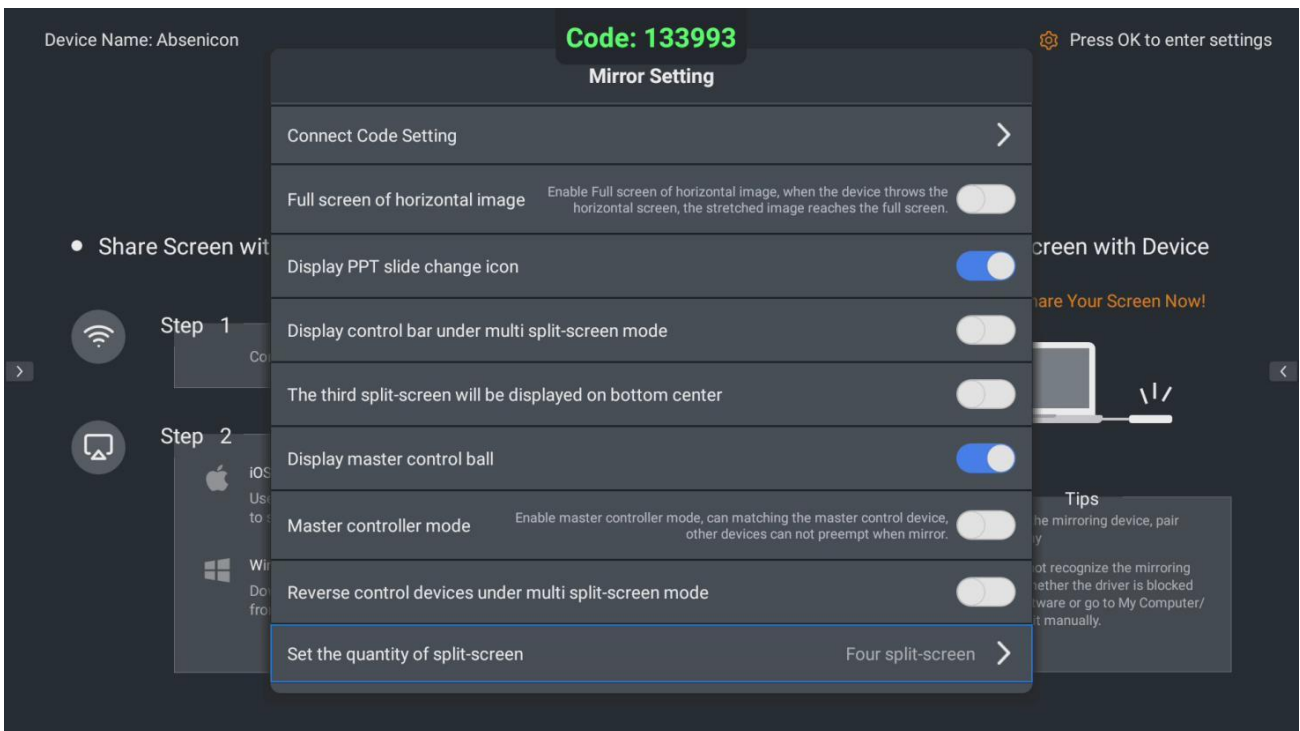 Device Name: Absenicon
Code: 133993
Press OK to enter settings
Mirror Setting
Connect Code Setting
Full screen of horizontal image
Enable Full screen of horizontal image, when the device throws the
horizontal screen, the stretched image reaches the full screen.
Display PPT slide change icon
Display control bar under multi split-screen mode
The third split-screen will be displayed on bottom center
Display master control ball
Master controller mode
Enable master controller mode, can matching the master control device,
other devices can not preempt when mirror.
Reverse control devices under multi split-screen mode
Set the quantity of split-screen
Four split-screen
Share Screen
Step 1
Step 2
iOS
to
screen with Device
Your Screen Now!
Tips
mirroring device, pair
recognize the mirroring
the driver is blocked
or go to My Computer/
manually.